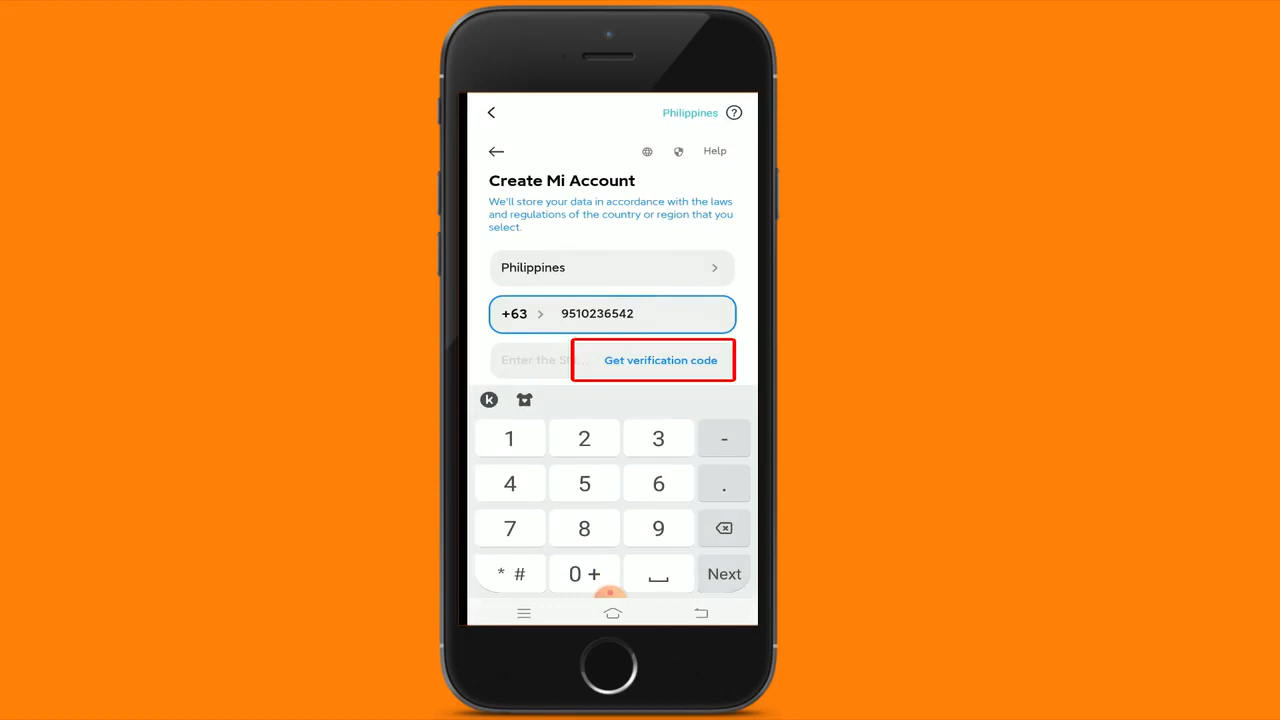 Philippines ?
Help
Create Mi Account
We'll store your data in accordance with the laws
and regulations of the country or region that you
select.
Philippines
+63 9510236542
Enter the S... Get verification code
K
1 2 3 -
4 5 6 .
7 8 9
* # 0 + Next